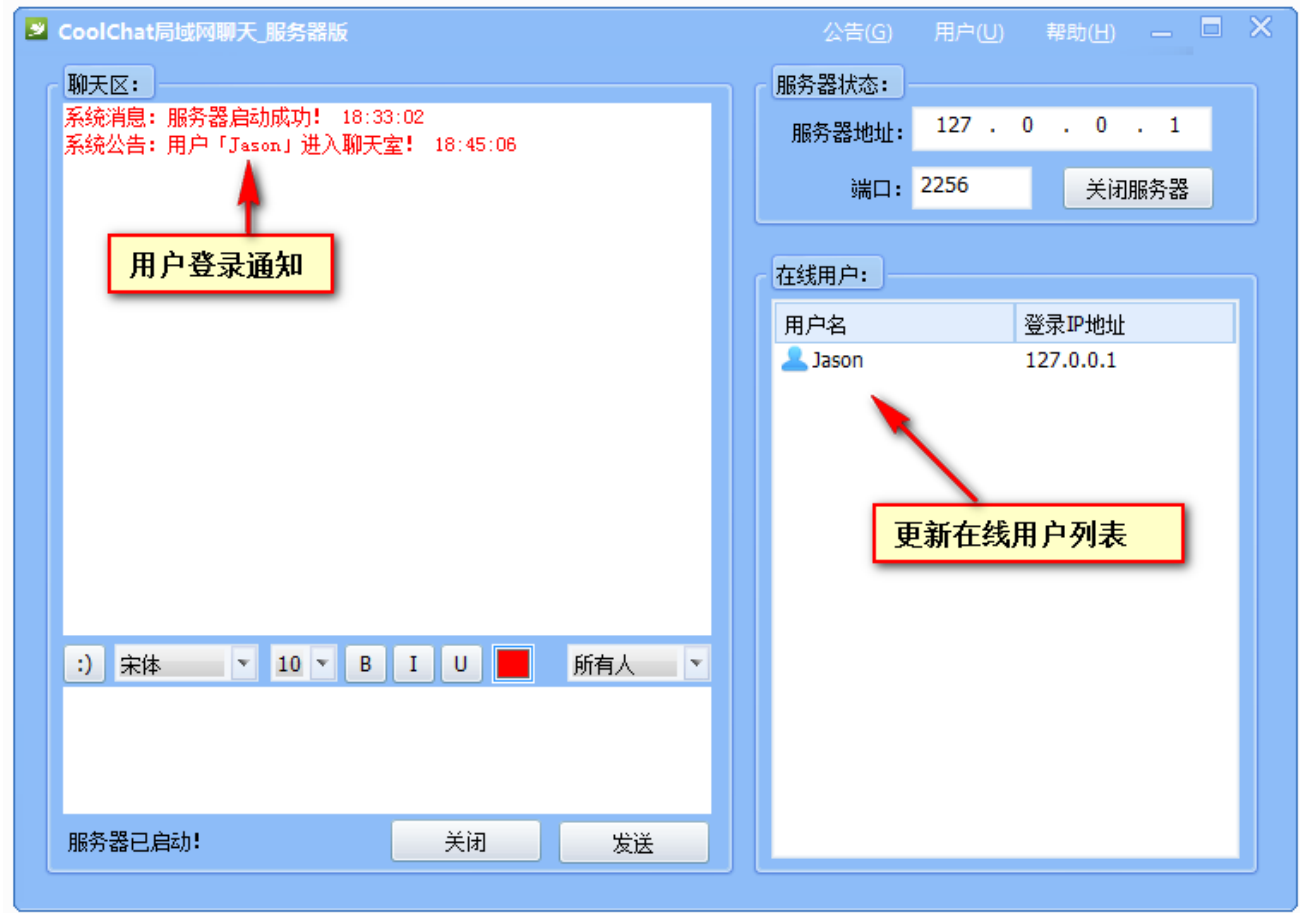 CoolChat局域网聊天_服务器版
公告(G) 用户(U) 帮助(H)
聊天区：
系统消息：服务器启动成功！ 18:33:02
系统公告：用户「Jason」进入聊天室！ 18:45:06
用户登录通知
:) 宋体 10 B I U 所有人
服务器已启动！
关闭 发送
服务器状态：
服务器地址： 127 . 0 . 0 . 1
端口： 2256 关闭服务器
在线用户：
用户名 登录IP地址
Jason 127.0.0.1
更新在线用户列表